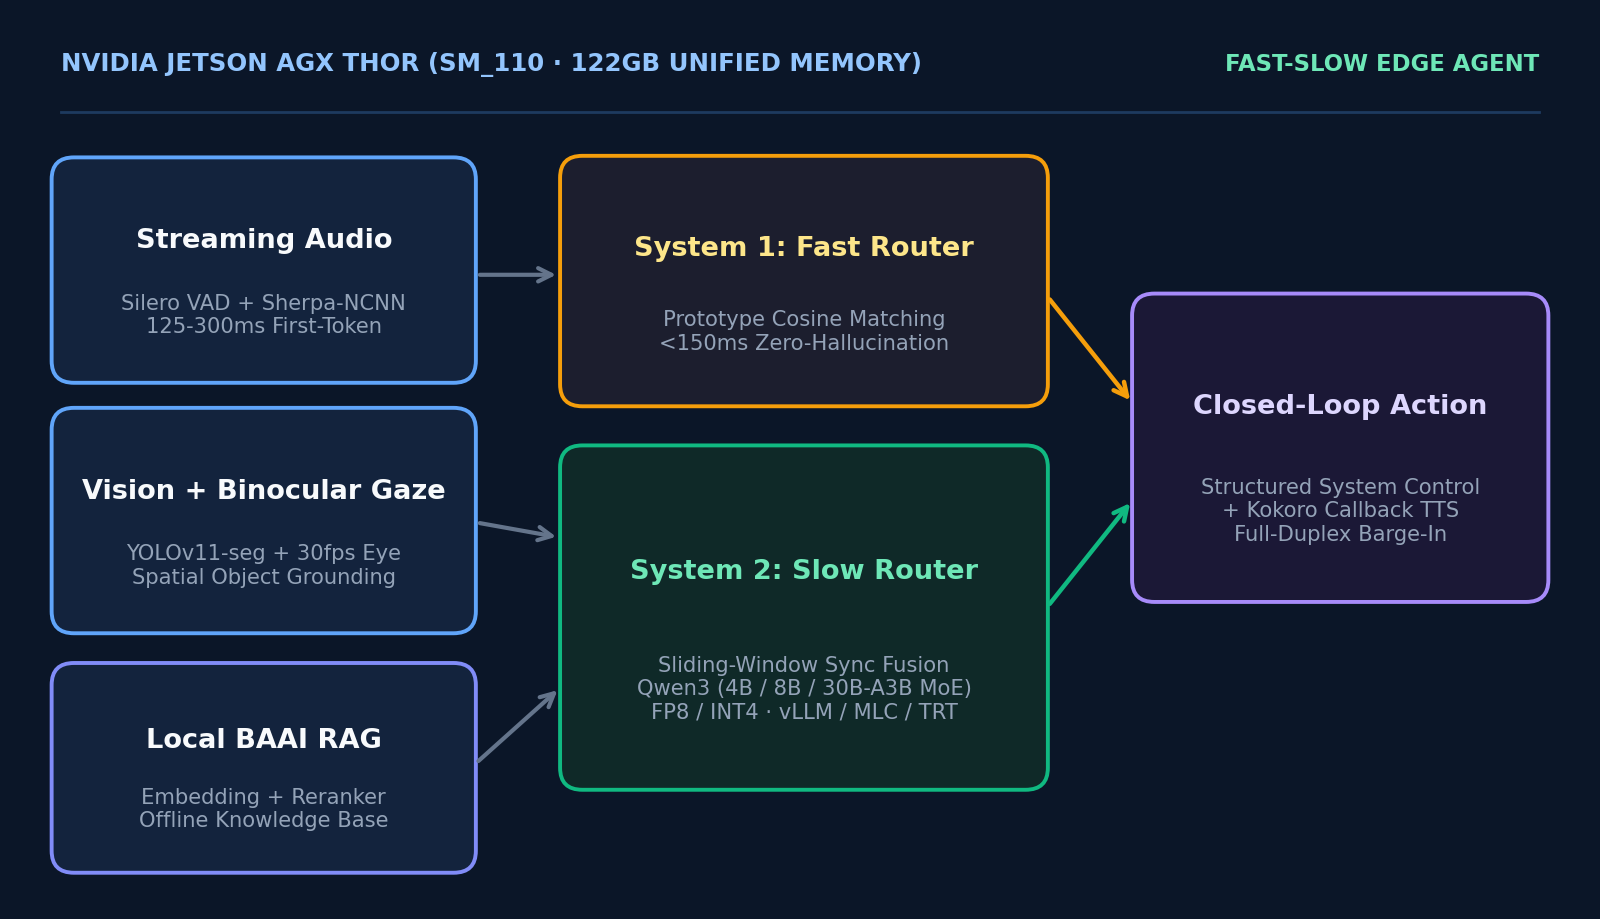 NVIDIA JETSON AGX THOR (SM_110 · 122GB UNIFIED MEMORY)
FAST-SLOW EDGE AGENT
Streaming Audio
Silero VAD + Sherpa-NCNN
125-300ms First-Token
Vision + Binocular Gaze
YOLOv11-seg + 30fps Eye
Spatial Object Grounding
Local BAAI RAG
Embedding + Reranker
Offline Knowledge Base
System 1: Fast Router
Prototype Cosine Matching
<150ms Zero-Hallucination
System 2: Slow Router
Sliding-Window Sync Fusion
Qwen3 (4B / 8B / 30B-A3B MoE)
FP8 / INT4 · vLLM / MLC / TRT
Closed-Loop Action
Structured System Control
+ Kokoro Callback TTS
Full-Duplex Barge-In